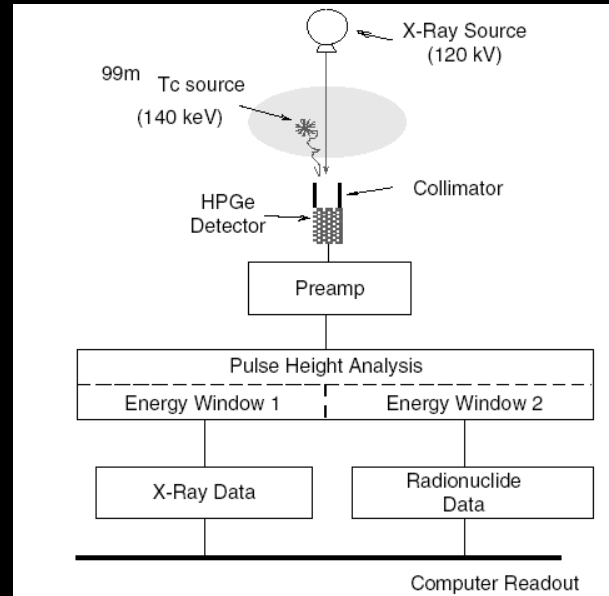 X-Ray Source
(120 kV)
99m
Tc source
(140 keV)
Collimator
HPGe
Detector
Preamp
Pulse Height Analysis
Energy Window 1
Energy Window 2
X-Ray Data
Radionuclide
Data
Computer Readout